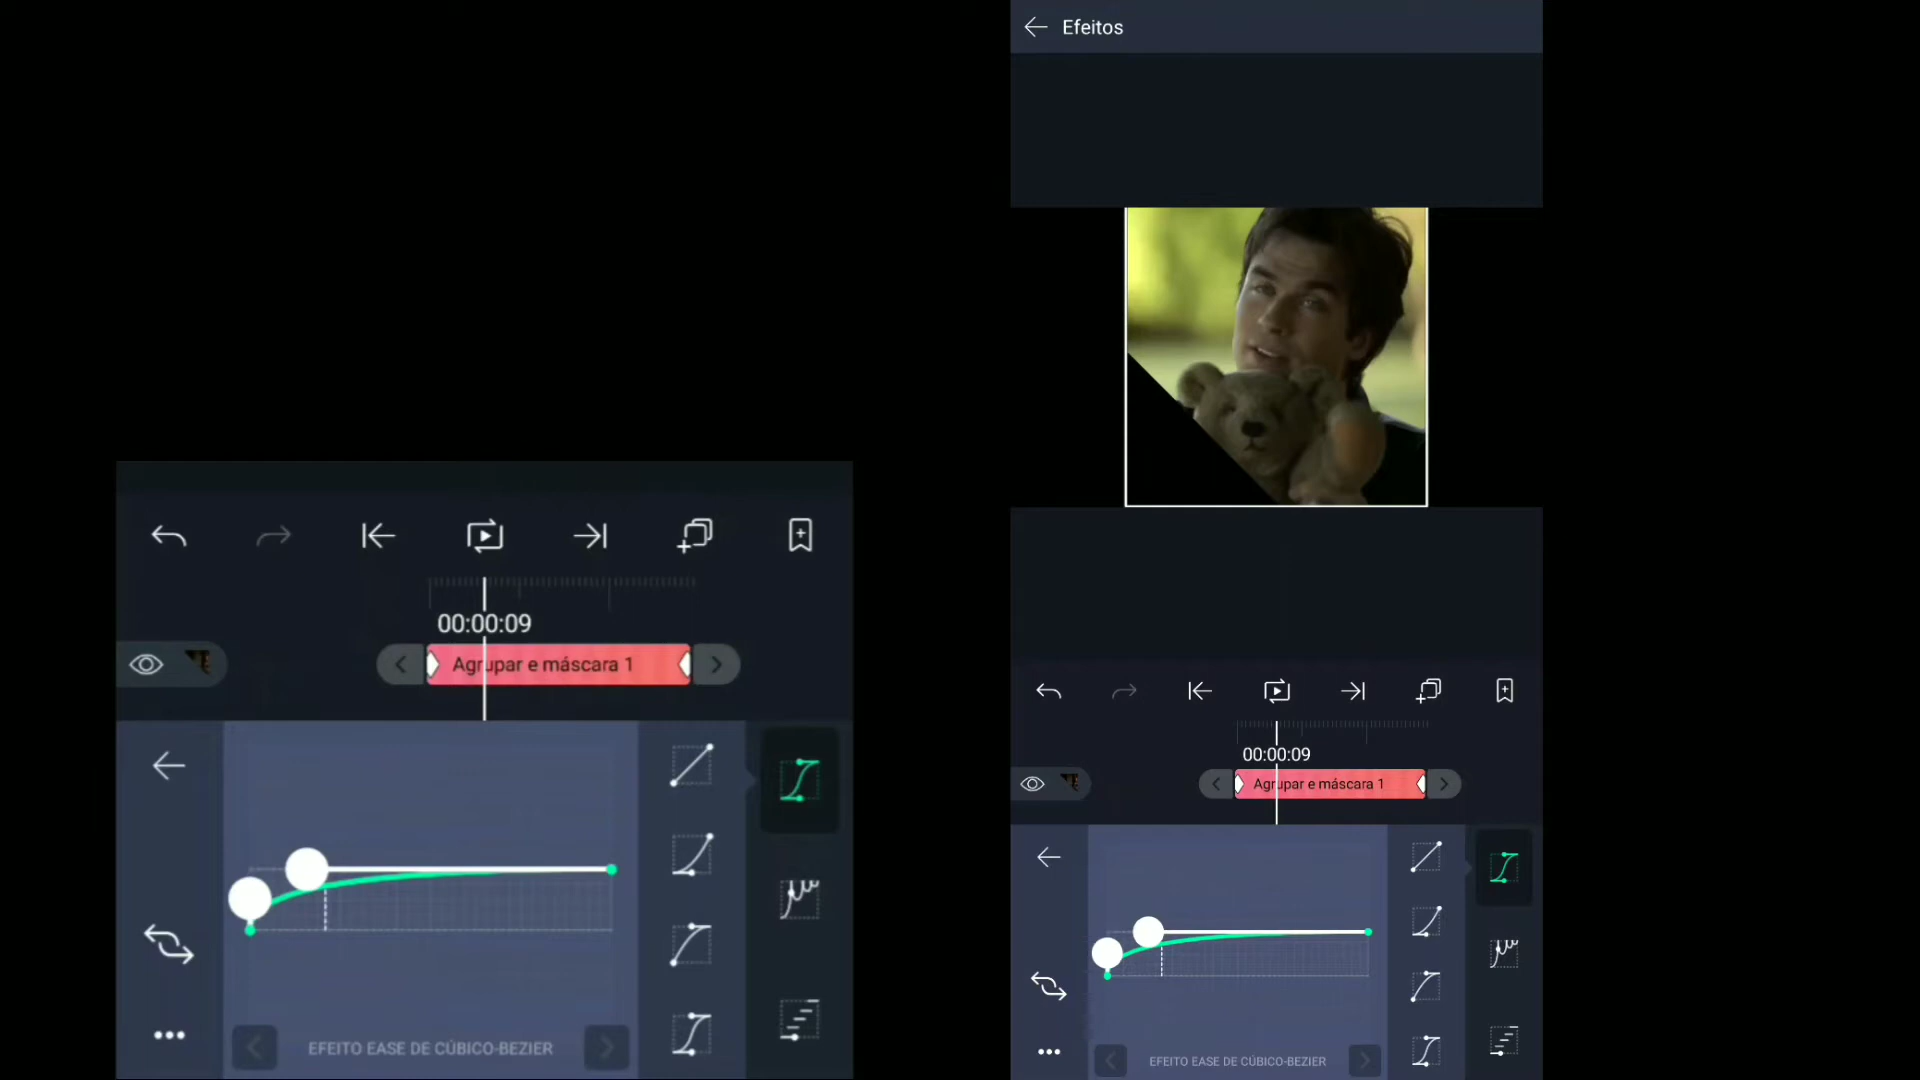 Efeitos
00:00:09
Agrupar e máscara 1
EFEITO EASE DE CÚBICO-BEZIER
00:00:09
Agrupar e máscara 1
EFEITO EASE DE CÚBICO-BEZIER